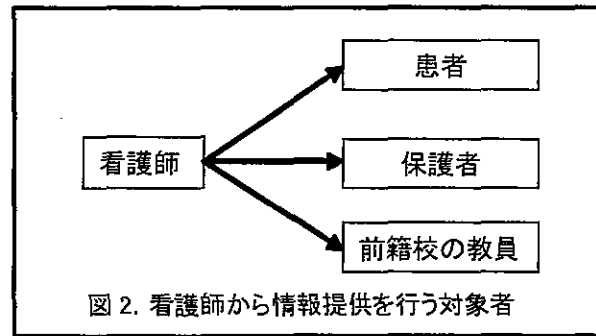 患者
看護師
保護者
前籍校の教員
図2. 看護師から情報提供を行う対象者